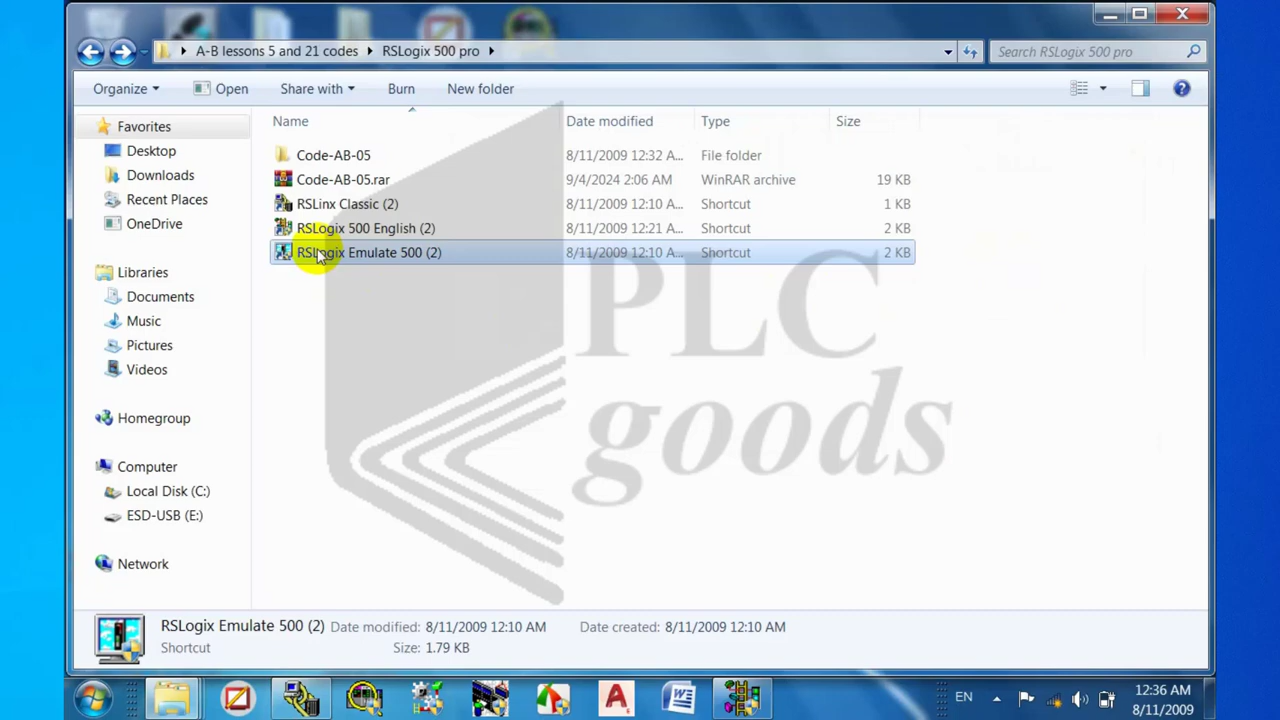 A-B lessons 5 and 21 codes RSLogix 500 pro
Search RSLogix 500 pro
Organize Open Share with Burn New folder
Name Date modified Type Size
Favorites
Desktop
Downloads
Recent Places
OneDrive
Libraries
Documents
Music
Pictures
Videos
Homegroup
Computer
Local Disk (C:)
ESD-USB (E:)
Network
Code-AB-05 8/11/2009 12:32 A... File folder
Code-AB-05.rar 9/4/2024 2:06 AM WinRAR archive 19 KB
RSLinx Classic (2) 8/11/2009 12:10 A... Shortcut 1 KB
RSLogix 500 English (2) 8/11/2009 12:21 A... Shortcut 2 KB
RSLogix Emulate 500 (2) 8/11/2009 12:10 A... Shortcut 2 KB
PLC
goods
RSLogix Emulate 500 (2) Date modified: 8/11/2009 12:10 AM Date created: 8/11/2009 12:10 AM
Shortcut Size: 1.79 KB
EN 12:36 AM
8/11/2009